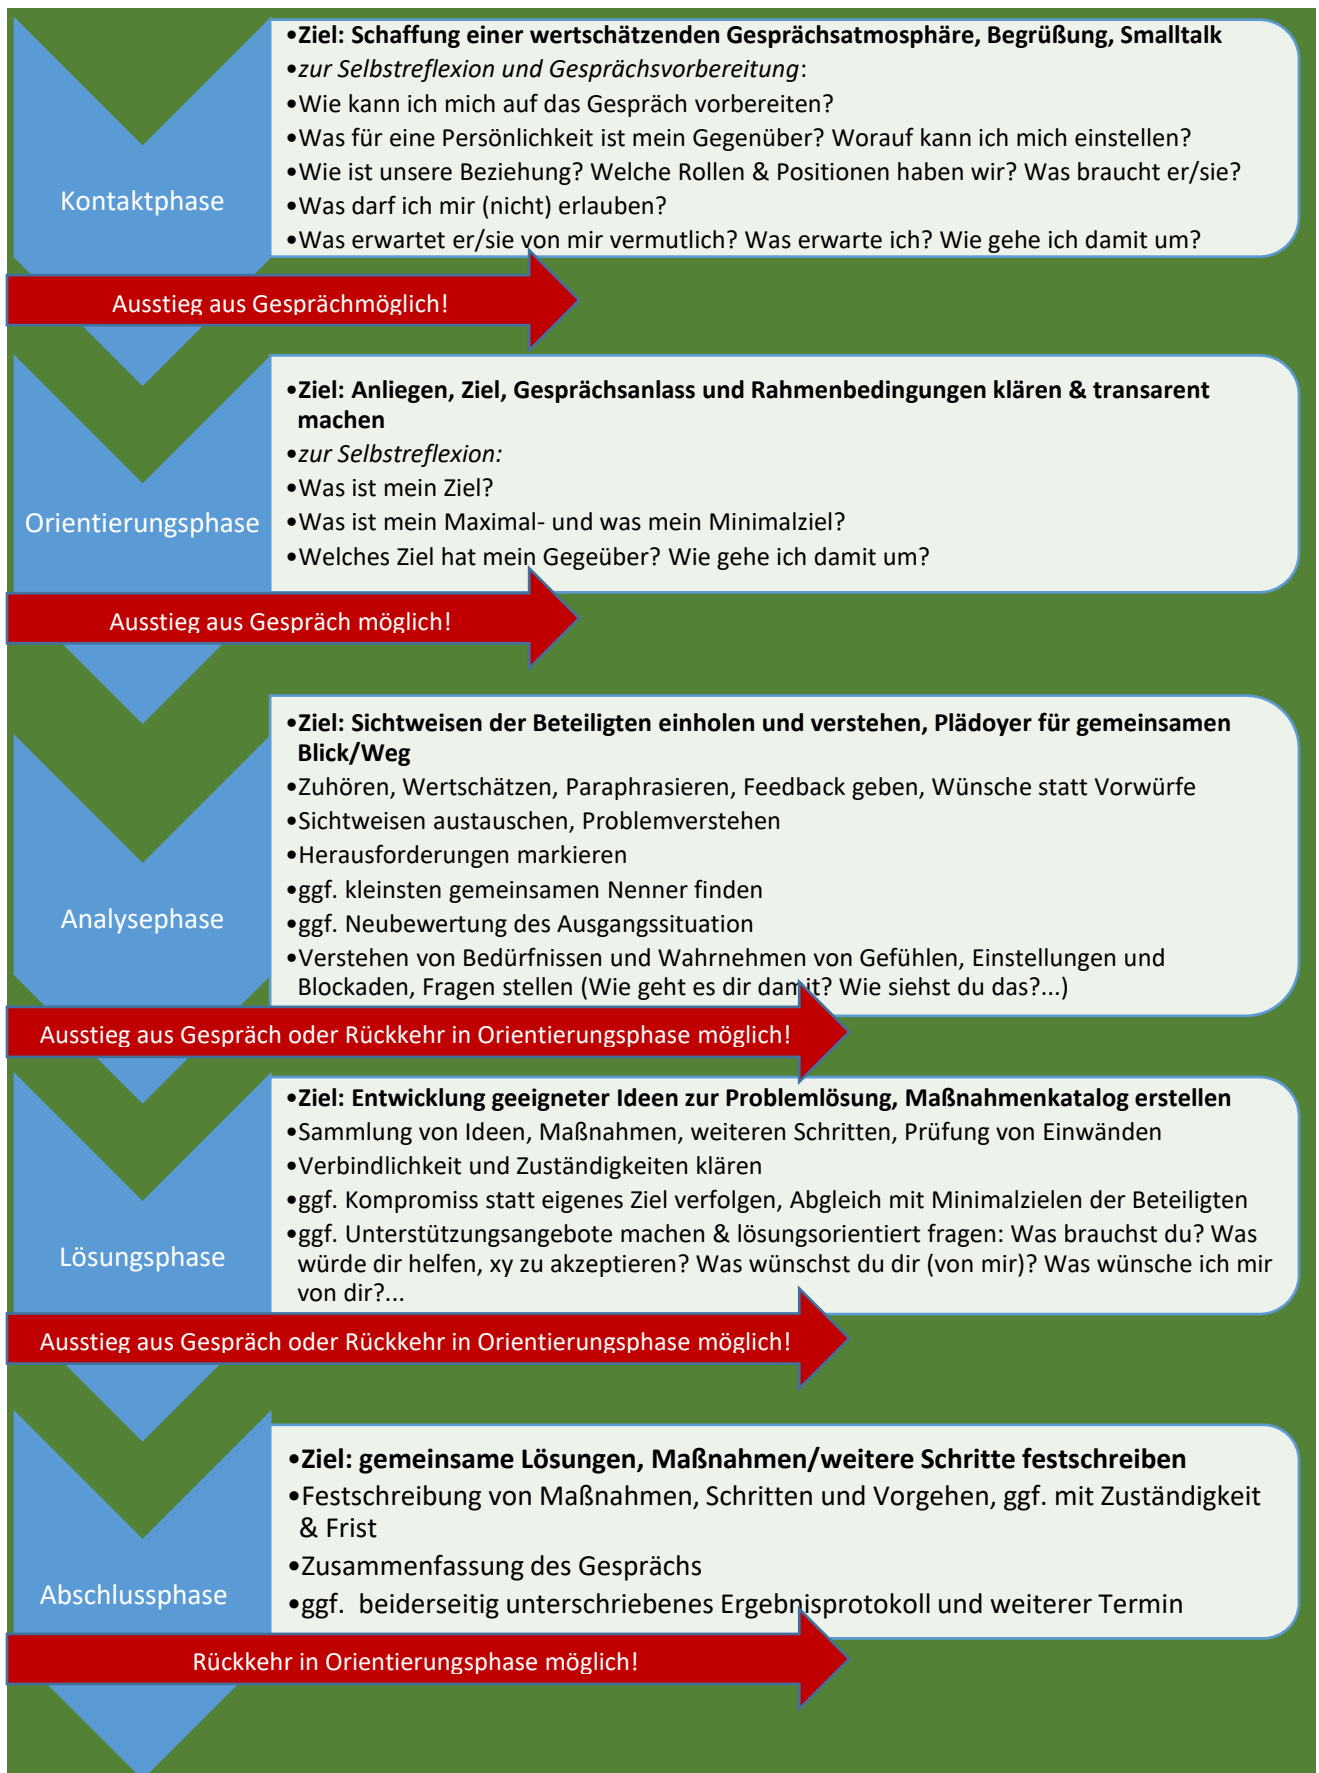 •Ziel: Schaffung einer wertschätzenden Gesprächsatmosphäre, Begrüßung, Smalltalk
•zur Selbstreflexion und Gesprächsvorbereitung:
•Wie kann ich mich auf das Gespräch vorbereiten?
•Was für eine Persönlichkeit ist mein Gegenüber? Worauf kann ich mich einstellen?
•Wie ist unsere Beziehung? Welche Rollen & Positionen haben wir? Was braucht er/sie?
•Was darf ich mir (nicht) erlauben?
•Was erwartet er/sie von mir vermutlich? Was erwarte ich? Wie gehe ich damit um?
Kontaktphase
Ausstieg aus Gesprächmöglich!
•Ziel: Anliegen, Ziel, Gesprächsanlass und Rahmenbedingungen klären & transarent
machen
•zur Selbstreflexion:
•Was ist mein Ziel?
•Was ist mein Maximal- und was mein Minimalziel?
•Welches Ziel hat mein Gegeüber? Wie gehe ich damit um?
Orientierungsphase
Ausstieg aus Gespräch möglich!
•Ziel: Sichtweisen der Beteiligten einholen und verstehen, Plädoyer für gemeinsamen
Blick/Weg
•Zuhören, Wertschätzen, Paraphrasieren, Feedback geben, Wünsche statt Vorwürfe
•Sichtweisen austauschen, Problemverstehen
•Herausforderungen markieren
•ggf. kleinsten gemeinsamen Nenner finden
•ggf. Neubewertung des Ausgangssituation
•Verstehen von Bedürfnissen und Wahrnehmen von Gefühlen, Einstellungen und
Blockaden, Fragen stellen (Wie geht es dir damit? Wie siehst du das?...)
Analysephase
Ausstieg aus Gespräch oder Rückkehr in Orientierungsphase möglich!
•Ziel: Entwicklung geeigneter Ideen zur Problemlösung, Maßnahmenkatalog erstellen
•Sammlung von Ideen, Maßnahmen, weiteren Schritten, Prüfung von Einwänden
•Verbindlichkeit und Zuständigkeiten klären
•ggf. Kompromiss statt eigenes Ziel verfolgen, Abgleich mit Minimalzielen der Beteiligten
•ggf. Unterstützungsangebote machen & lösungsorientiert fragen: Was brauchst du? Was
würde dir helfen, xy zu akzeptieren? Was wünschst du dir (von mir)? Was wünsche ich mir
von dir?...
Lösungsphase
Ausstieg aus Gespräch oder Rückkehr in Orientierungsphase möglich!
•Ziel: gemeinsame Lösungen, Maßnahmen/weitere Schritte festschreiben
•Festschreibung von Maßnahmen, Schritten und Vorgehen, ggf. mit Zuständigkeit
& Frist
•Zusammenfassung des Gesprächs
•ggf. beiderseitig unterschriebenes Ergebnisprotokoll und weiterer Termin
Abschlussphase
Rückkehr in Orientierungsphase möglich!